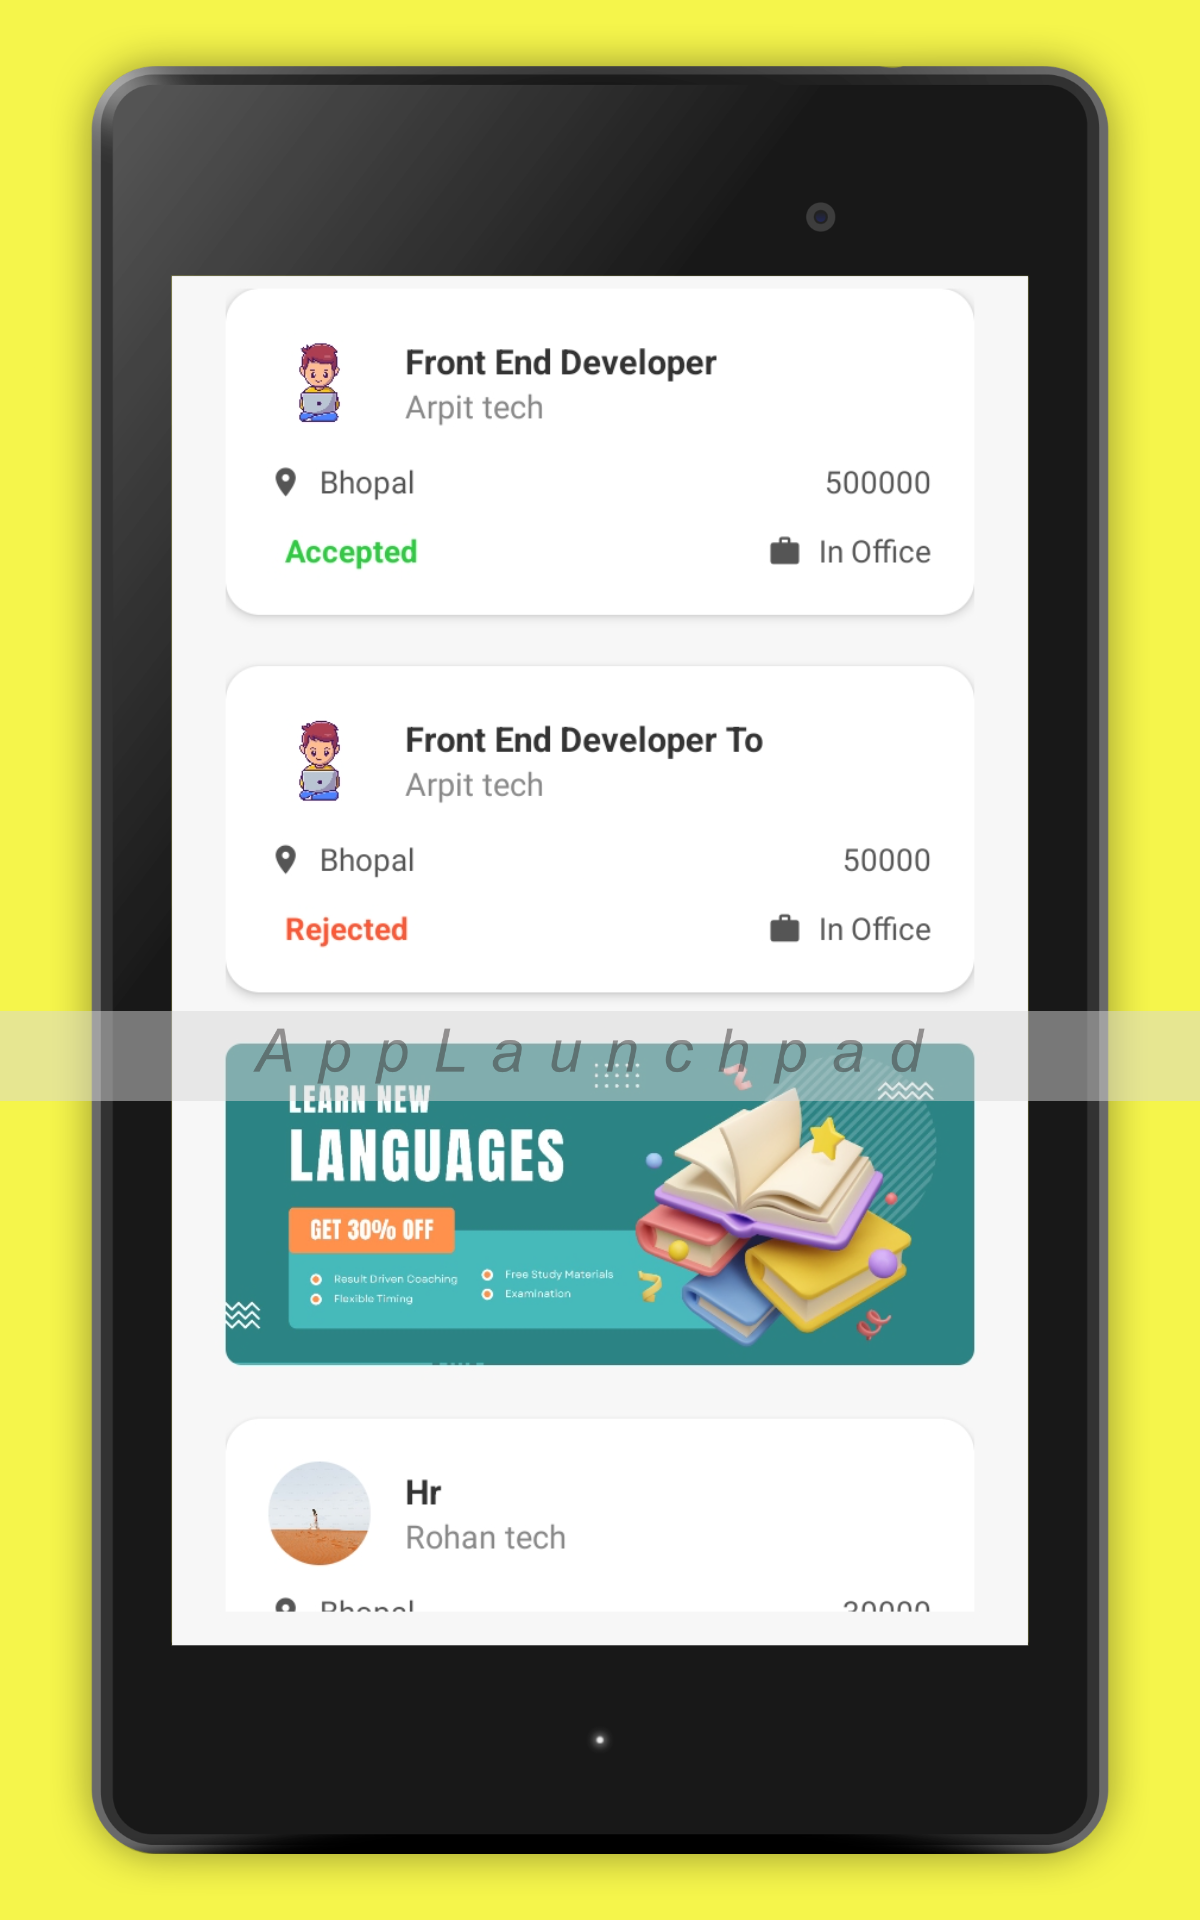 Front End Developer
Arpit tech
Bhopal 500000
Accepted In Office
Front End Developer To
Arpit tech
Bhopal 50000
Rejected In Office
AppLaunchpad
LEARN NEW
LANGUAGES
GET 30% OFF
Result Driven Coaching Free Study Materials
Flexible Timing Examination
Hr
Rohan tech
Bhopal 30000